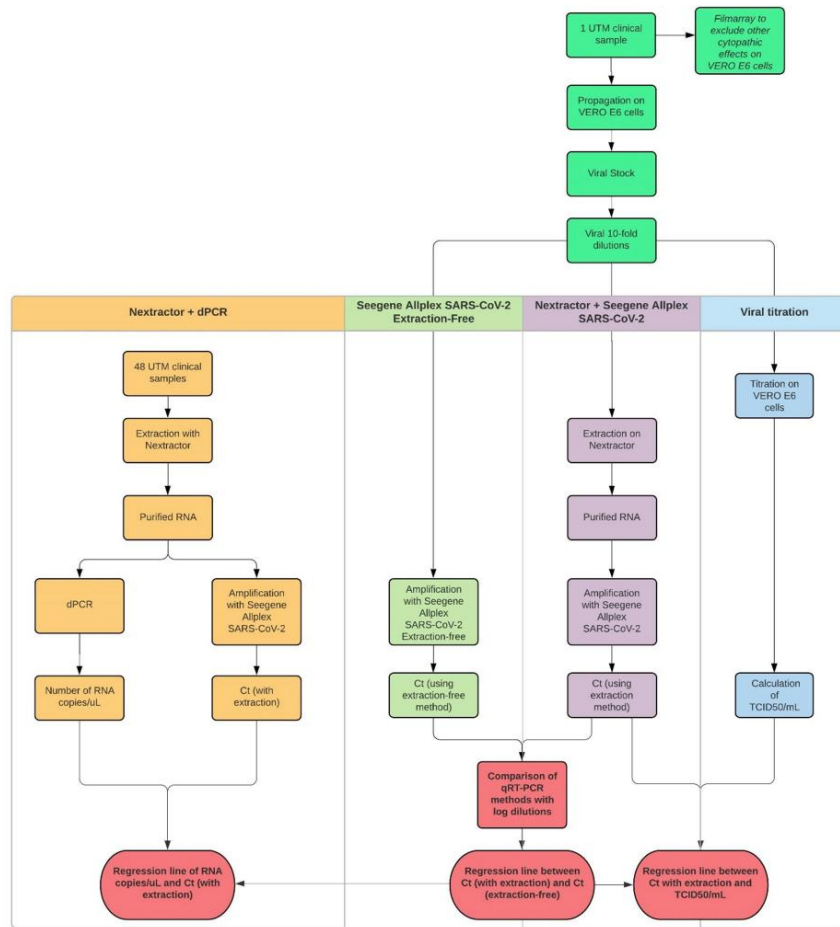 1 UTM clinical
sample
Filmarray to
exclude other
cytopathic
effects on
VERO E6 cells
Propagation on
VERO E6 cells
Viral Stock
Viral 10-fold
dilutions
Nextractor + dPCR
Seegene Allplex SARS-CoV-2
Extraction-Free
Nextractor + Seegene Allplex
SARS-CoV-2
Viral titration
48 UTM clinical
samples
Extraction with
Nextractor
Purified RNA
dPCR
Amplification
with Seegene
Allplex
SARS-CoV-2
Number of RNA
copies/uL
Ct (with
extraction)
Amplification
with Seegene
Allplex
SARS-CoV-2
Extraction-free
Ct (using
extraction-free
method)
Extraction on
Nextractor
Purified RNA
Amplification
with Seegene
Allplex
SARS-CoV-2
Ct (using
extraction
method)
Titration on
VERO E6
cells
Calculation
of
TCID50/mL
Comparison of
qRT-PCR
methods with
log dilutions
Regression line of RNA
copies/uL and Ct (with
extraction)
Regression line between
Ct (with extraction) and Ct
(extraction-free)
Regression line between
Ct with extraction and
TCID50/mL